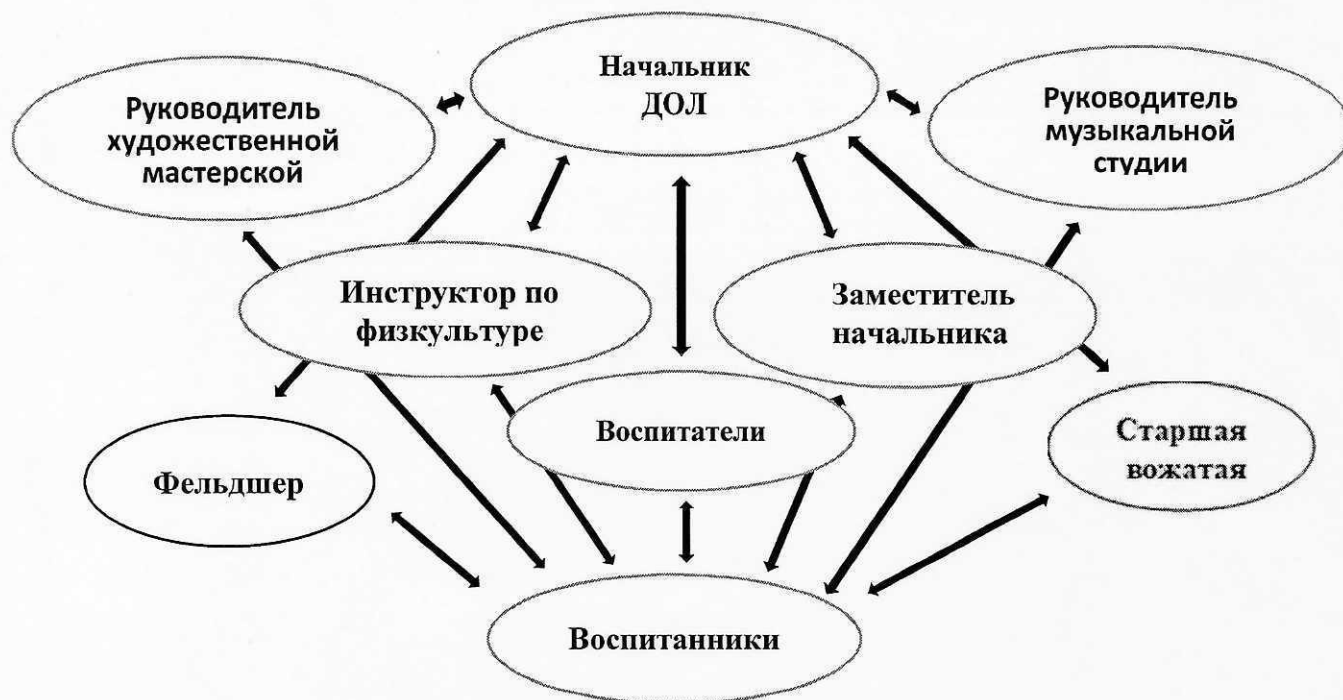 Начальник
ДОЛ
Руководитель
художественной
мастерской
Руководитель
музыкальной
студии
Инструктор по
физкультуре
Заместитель
начальника
Воспитатели
Фельдшер
Старшая
вожатая
Воспитанники